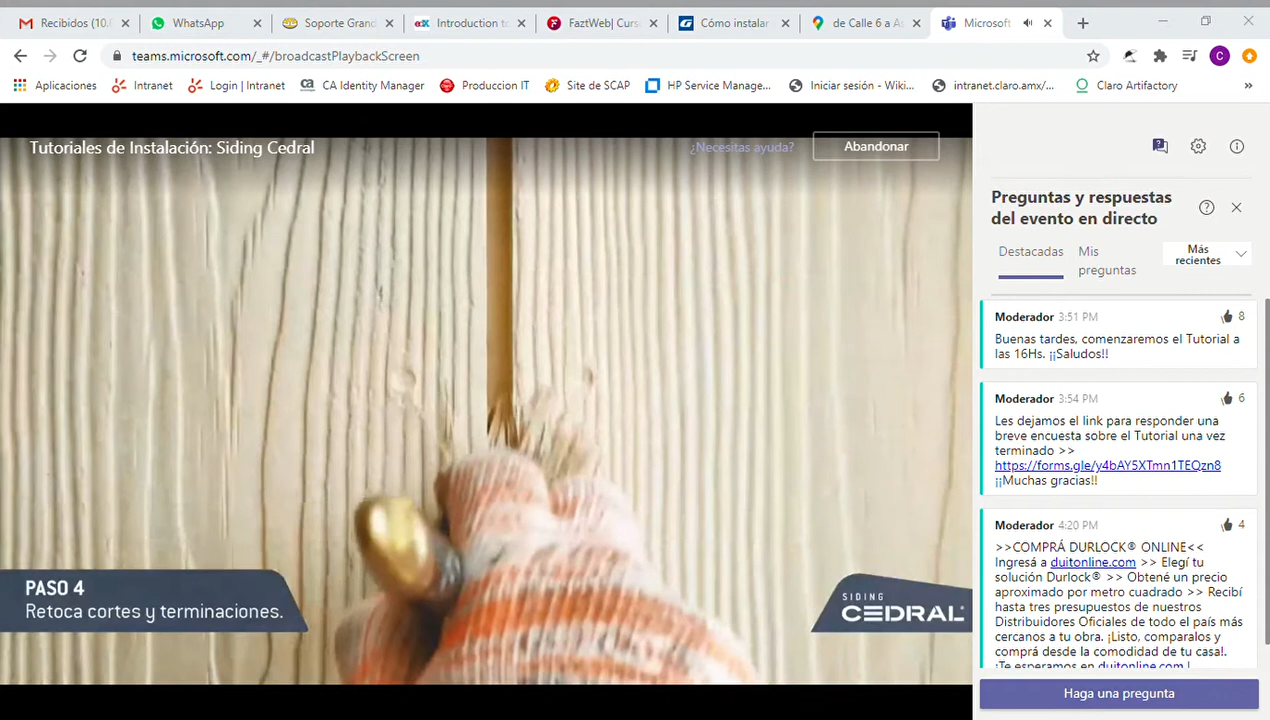 Recibidos (10.0
WhatsApp
Soporte Grand
Introduction to
FaztWeb| Curs
Cómo instalar
de Calle 6 a As
Microsoft
teams.microsoft.com/_#/broadcastPlaybackScreen
C
Aplicaciones
Intranet
Login | Intranet
CA Identity Manager
Produccion IT
Site de SCAP
HP Service Manage...
Iniciar sesión - Wiki...
intranet.claro.amx/...
Claro Artifactory
»
Tutoriales de Instalación: Siding Cedral
¿Necesitas ayuda?
Abandonar
PASO 4
Retoca cortes y terminaciones.
SIDING
CEDRAL®
Preguntas y respuestas
del evento en directo
Destacadas
Mis
preguntas
Más
recientes
Moderador 3:51 PM 8
Buenas tardes, comenzaremos el Tutorial a
las 16Hs. ¡¡Saludos!!
Moderador 3:54 PM 6
Les dejamos el link para responder una
breve encuesta sobre el Tutorial una vez
terminado >>
https://forms.gle/y4bAY5XTmn1TEQzn8
¡¡Muchas gracias!!
Moderador 4:20 PM 4
>>COMPRÁ DURLOCK® ONLINE<<
Ingresá a duitonline.com >> Elegí tu
solución Durlock® >> Obtené un precio
aproximado por metro cuadrado >> Recibí
hasta tres presupuestos de nuestros
Distribuidores Oficiales de todo el país más
cercanos a tu obra. ¡Listo, comparalos y
comprá desde la comodidad de tu casa!.
¡Te esperamos en duitonline.com |
Haga una pregunta